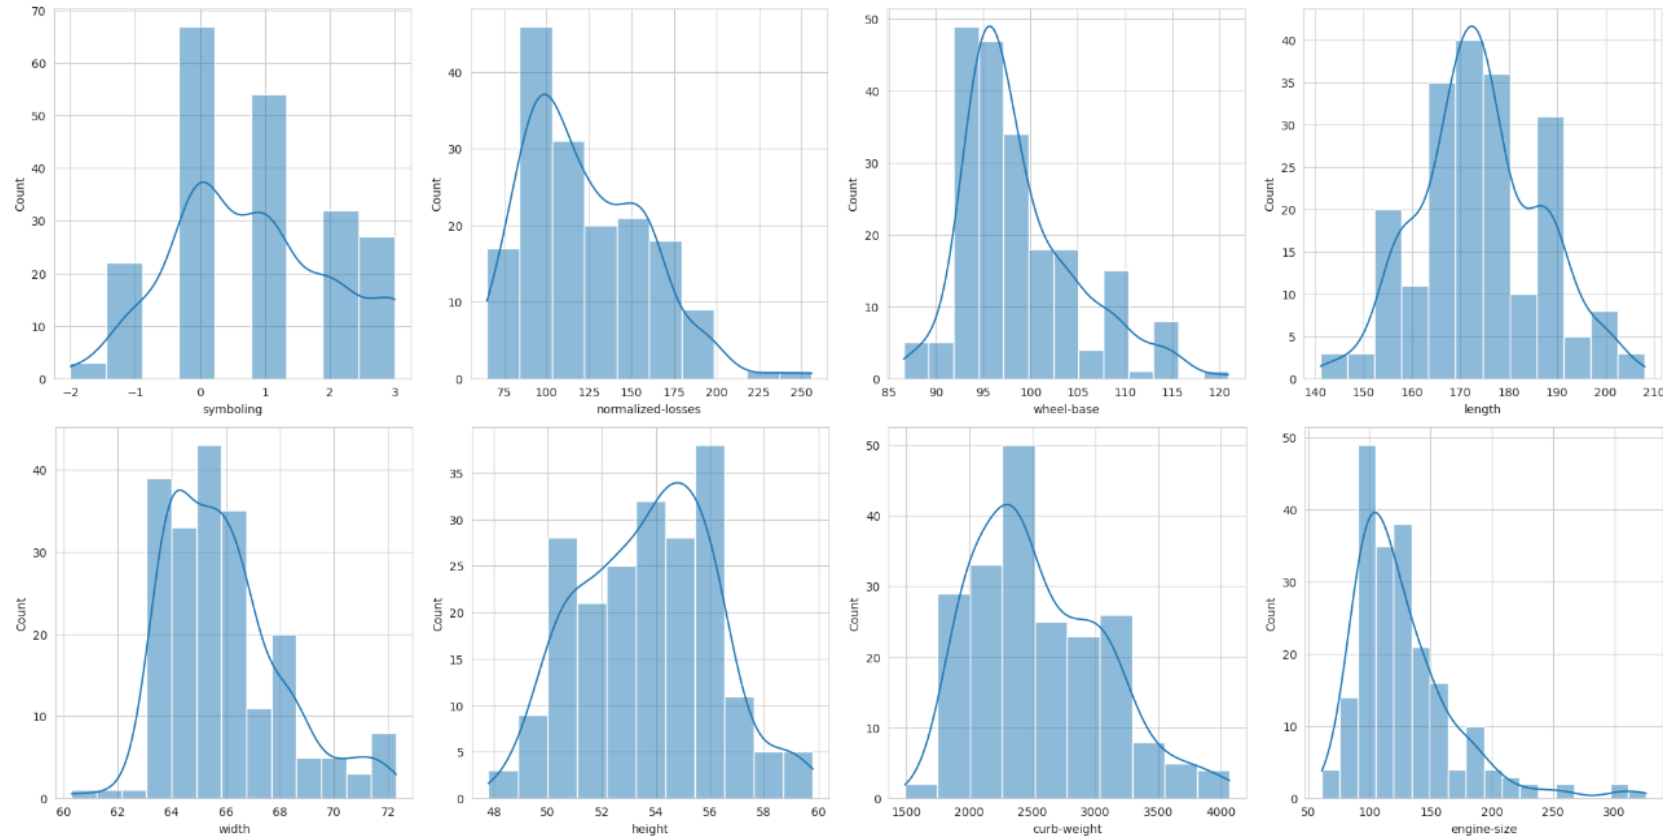 70
60
50
40
30
20
10
0
Count
−2 −1 0 1 2 3
symboling
40
30
20
10
0
Count
75 100 125 150 175 200 225 250
normalized-losses
50
40
30
20
10
0
Count
85 90 95 100 105 110 115 120
wheel-base
40
35
30
25
20
15
10
5
0
Count
140 150 160 170 180 190 200 210
length
40
30
20
10
0
Count
60 62 64 66 68 70 72
width
35
30
25
20
15
10
5
0
Count
50 52 54 56 58 60
height
50
40
30
20
10
0
Count
1500 2000 2500 3000 3500 4000
curb-weight
50
40
30
20
10
0
Count
50 100 150 200 250 300
engine-size